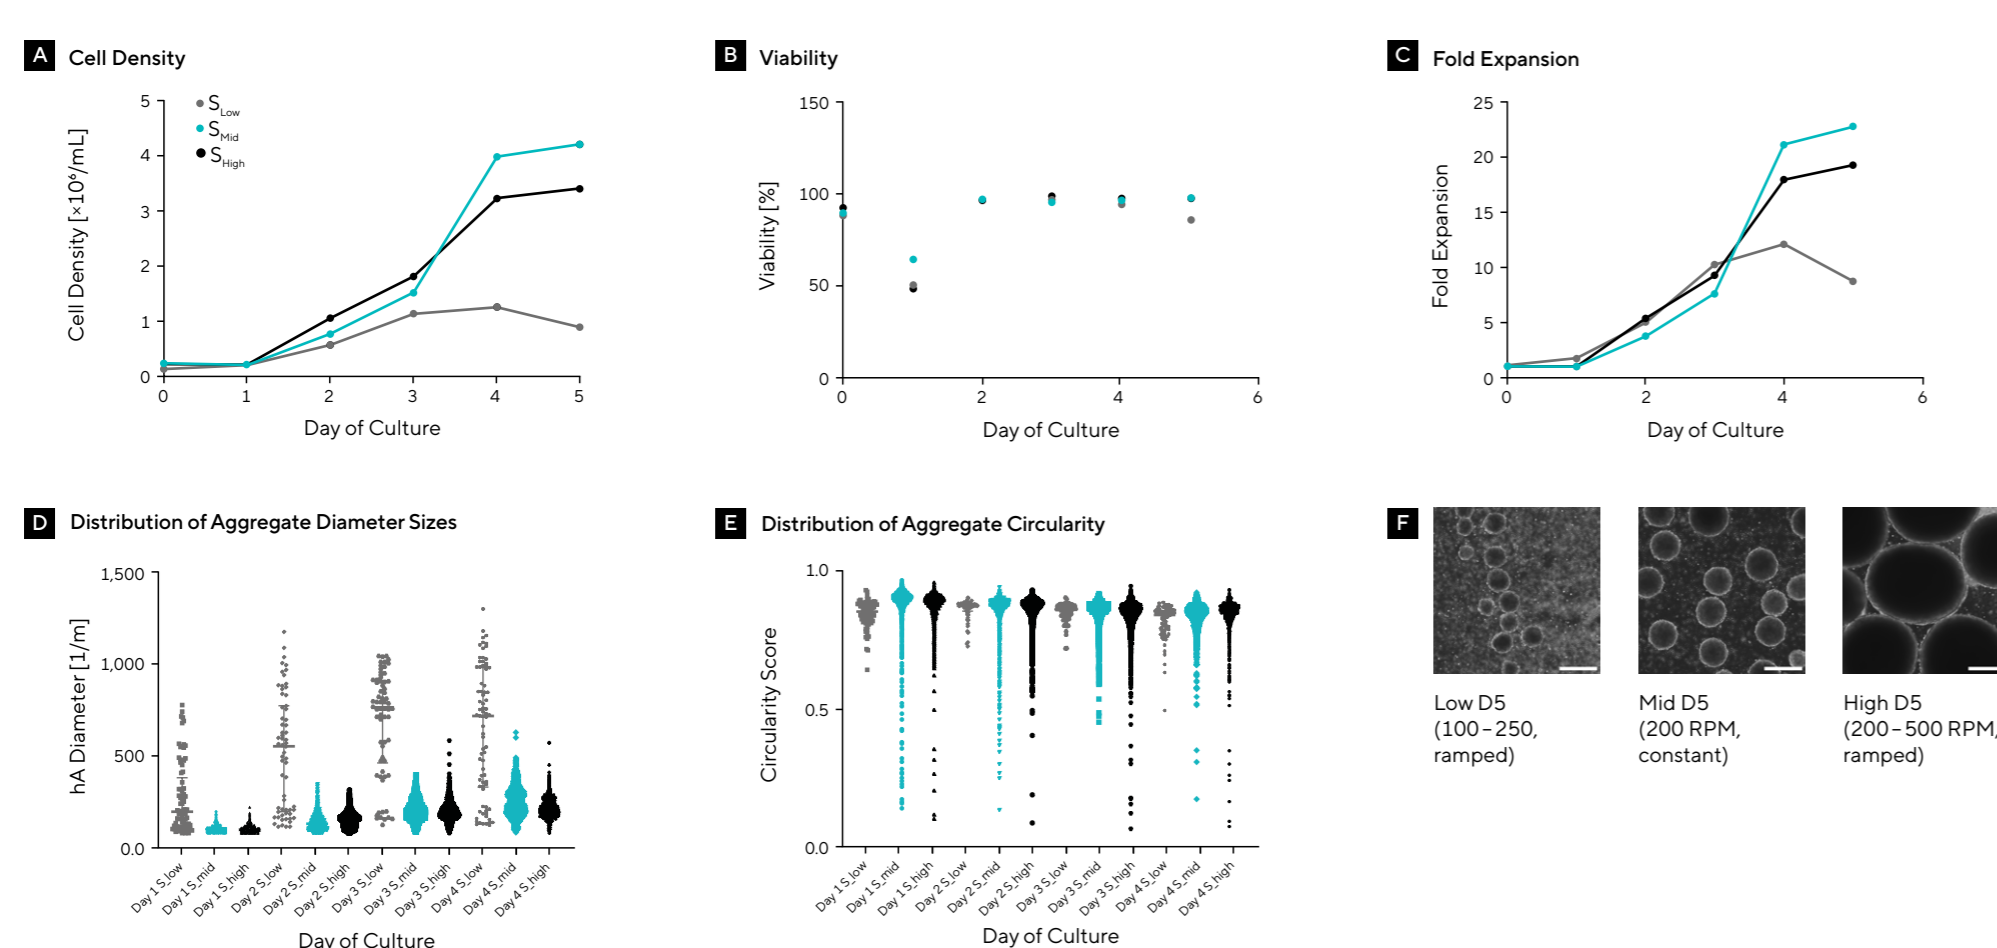 A Cell Density
5
4
3
2
1
0
Cell Density [×10⁶/mL]
S Low
S Mid
S High
0 1 2 3 4 5
Day of Culture
B Viability
150
100
50
0
Viability [%]
0 2 4 6
Day of Culture
C Fold Expansion
25
20
15
10
5
0
Fold Expansion
0 2 4 6
Day of Culture
D Distribution of Aggregate Diameter Sizes
1,500
1,000
500
0.0
hA Diameter [1/m]
Day 1 S_low
Day 1 S_mid
Day 1 S_high
Day 2 S_low
Day 2 S_mid
Day 2 S_high
Day 3 S_low
Day 3 S_mid
Day 3 S_high
Day 4 S_low
Day 4 S_mid
Day 4 S_high
Day of Culture
E Distribution of Aggregate Circularity
1.0
0.5
0.0
Circularity Score
Day 1 S_low
Day 1 S_mid
Day 1 S_high
Day 2 S_low
Day 2 S_mid
Day 2 S_high
Day 3 S_low
Day 3 S_mid
Day 3 S_high
Day 4 S_low
Day 4 S_mid
Day 4 S_high
Day of Culture
F
Low D5
(100–250,
ramped)
Mid D5
(200 RPM,
constant)
High D5
(200–500 RPM,
ramped)